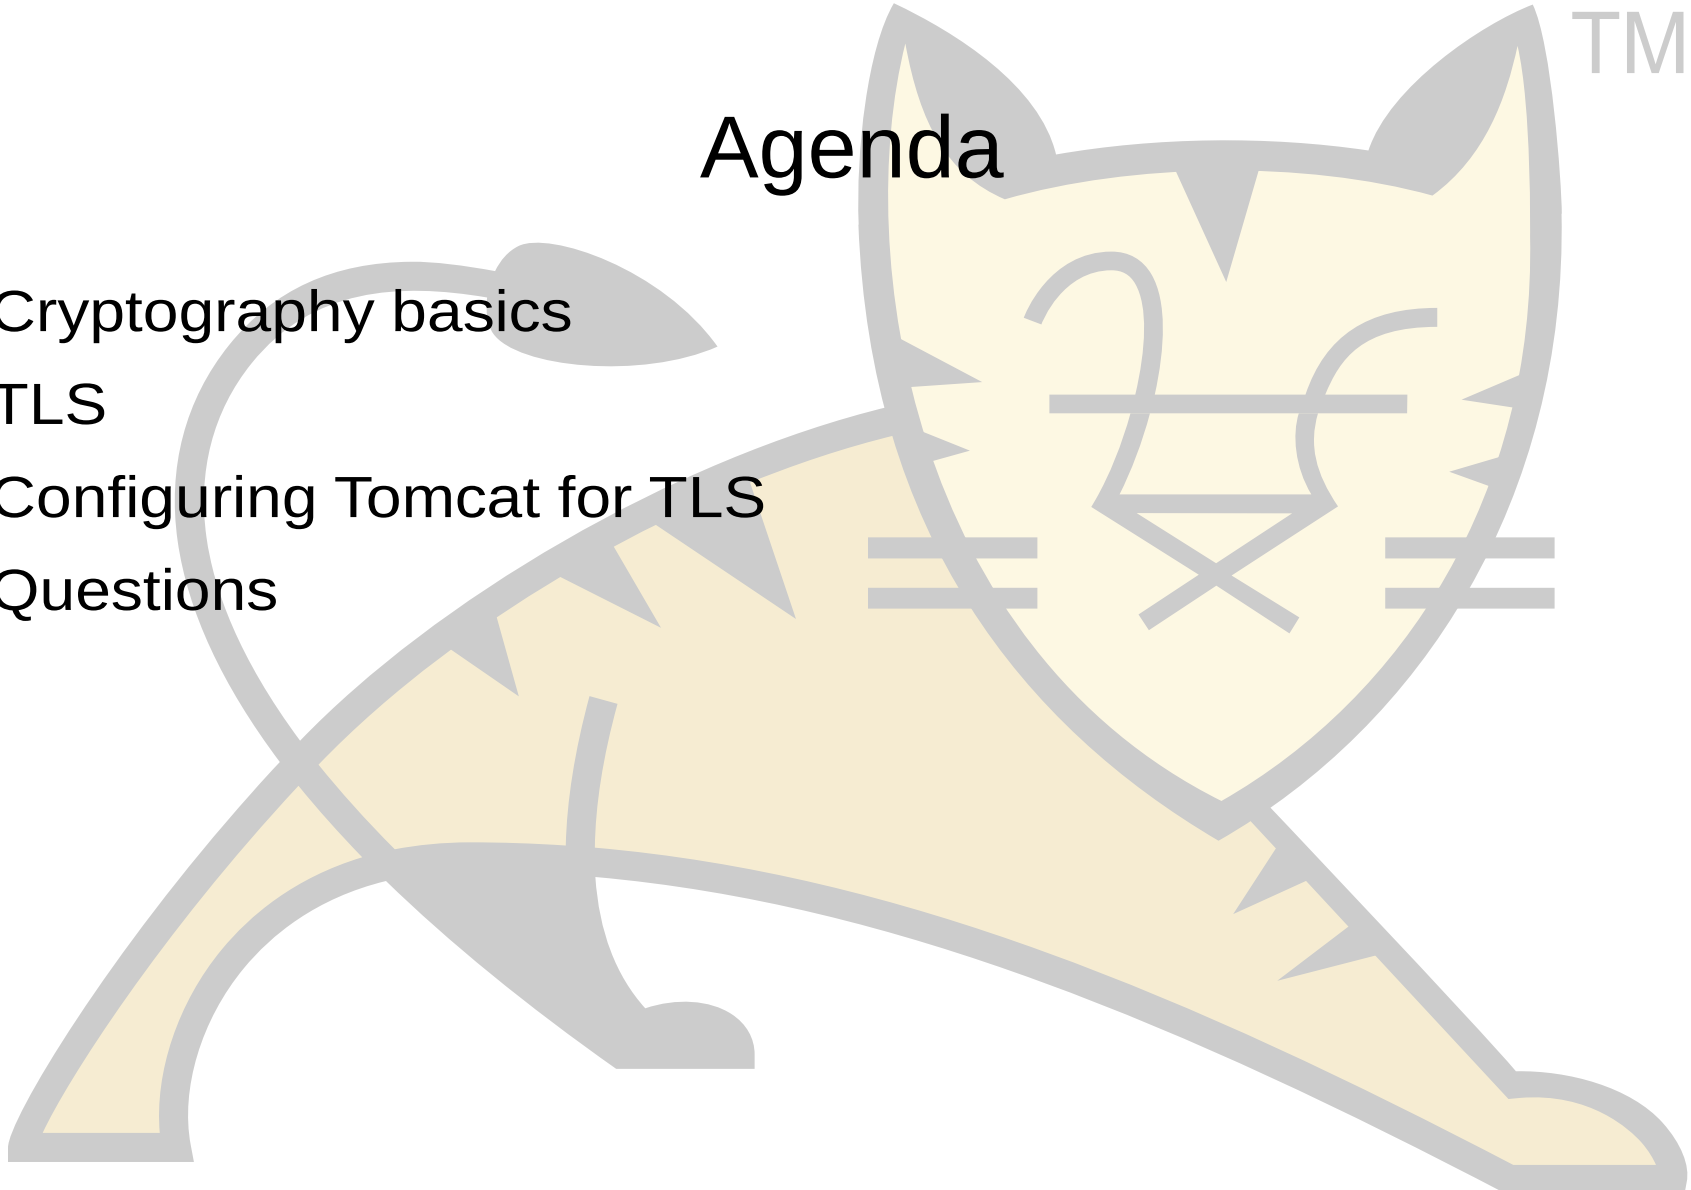 TM
Agenda
Cryptography basics
TLS
Configuring Tomcat for TLS
Questions